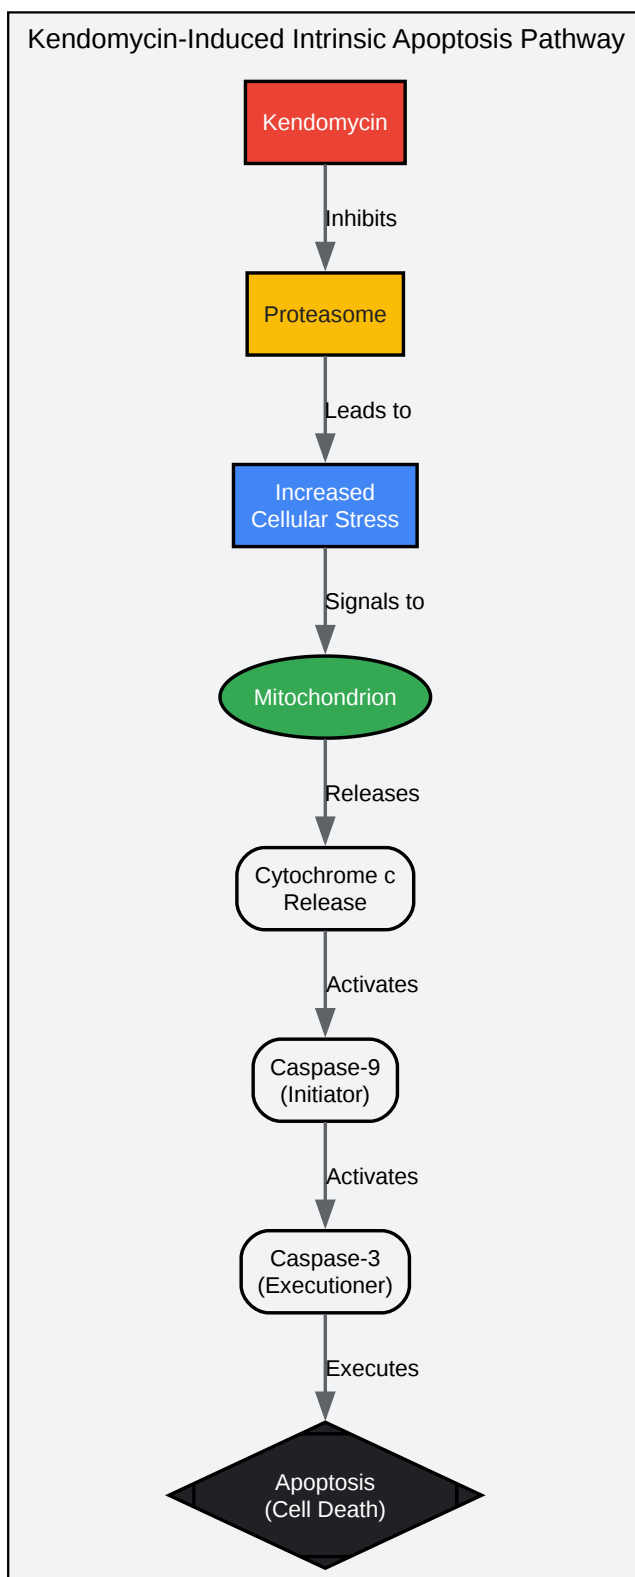 Kendomycin-Induced Intrinsic Apoptosis Pathway
Kendomycin
Inhibits
Proteasome
Leads to
Increased
Cellular Stress
Signals to
Mitochondrion
Releases
Cytochrome c
Release
Activates
Caspase-9
(Initiator)
Activates
Caspase-3
(Executioner)
Executes
Apoptosis
(Cell Death)